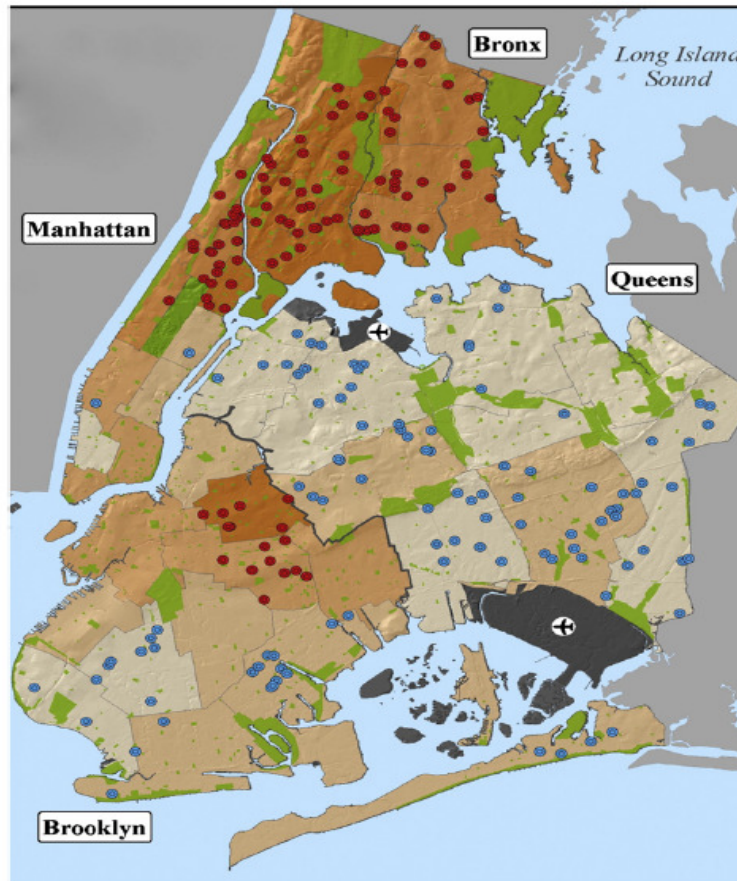 Bronx
Long Island
Sound
Manhattan
Queens
Brooklyn